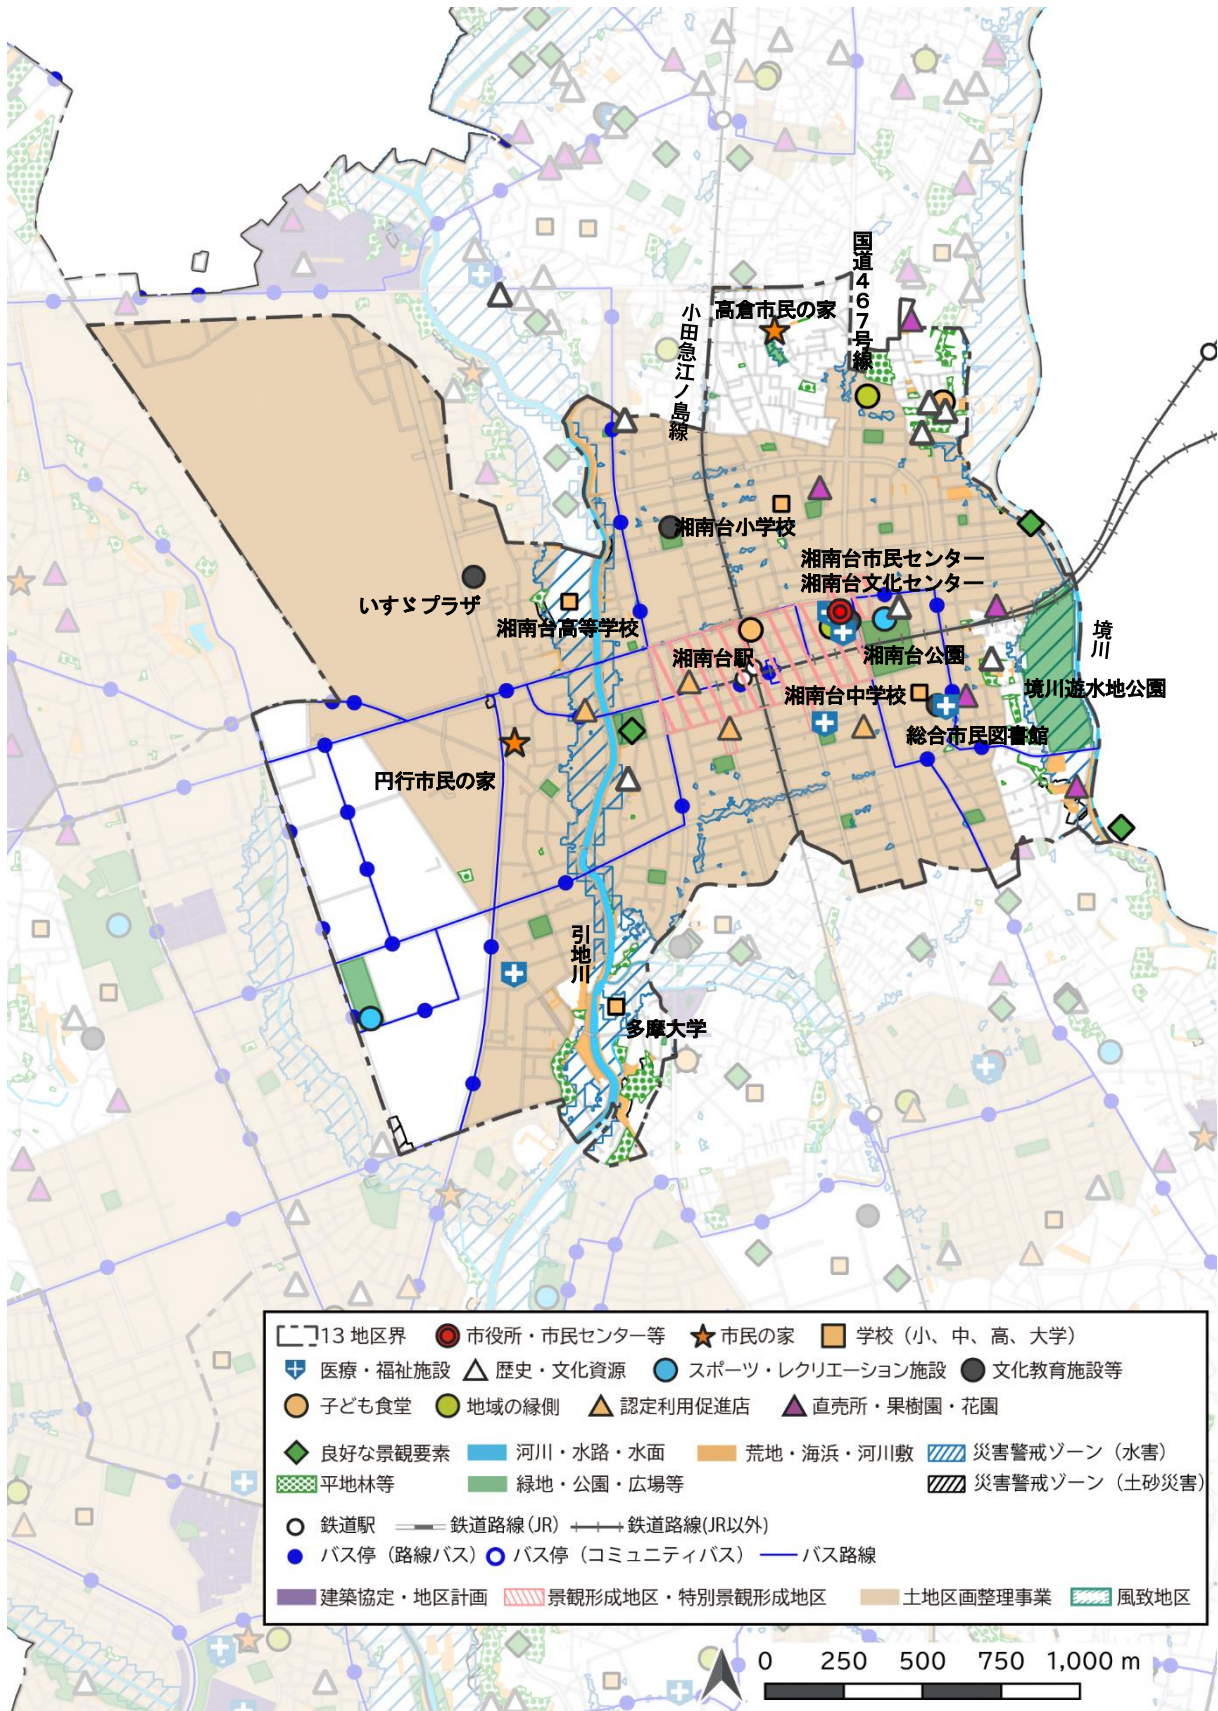 国道467号線
高倉市民の家
小田急江ノ島線
湘南台小学校
湘南台市民センター
湘南台文化センター
いすゞプラザ
湘南台高等学校
境川
湘南台駅
湘南台公園
湘南台中学校
境川遊水地公園
総合市民図書館
円行市民の家
引地川
多摩大学
13 地区界
市役所・市民センター等
市民の家
学校（小、中、高、大学）
医療・福祉施設
歴史・文化資源
スポーツ・レクリエーション施設
文化教育施設等
子ども食堂
地域の縁側
認定利用促進店
直売所・果樹園・花園
良好な景観要素
河川・水路・水面
荒地・海浜・河川敷
災害警戒ゾーン（水害）
平地林等
緑地・公園・広場等
災害警戒ゾーン（土砂災害）
鉄道駅
鉄道路線（JR）
鉄道路線(JR以外)
バス停（路線バス）
バス停（コミュニティバス）
バス路線
建築協定・地区計画
景観形成地区・特別景観形成地区
土地区画整理事業
風致地区
0 250 500 750 1,000 m